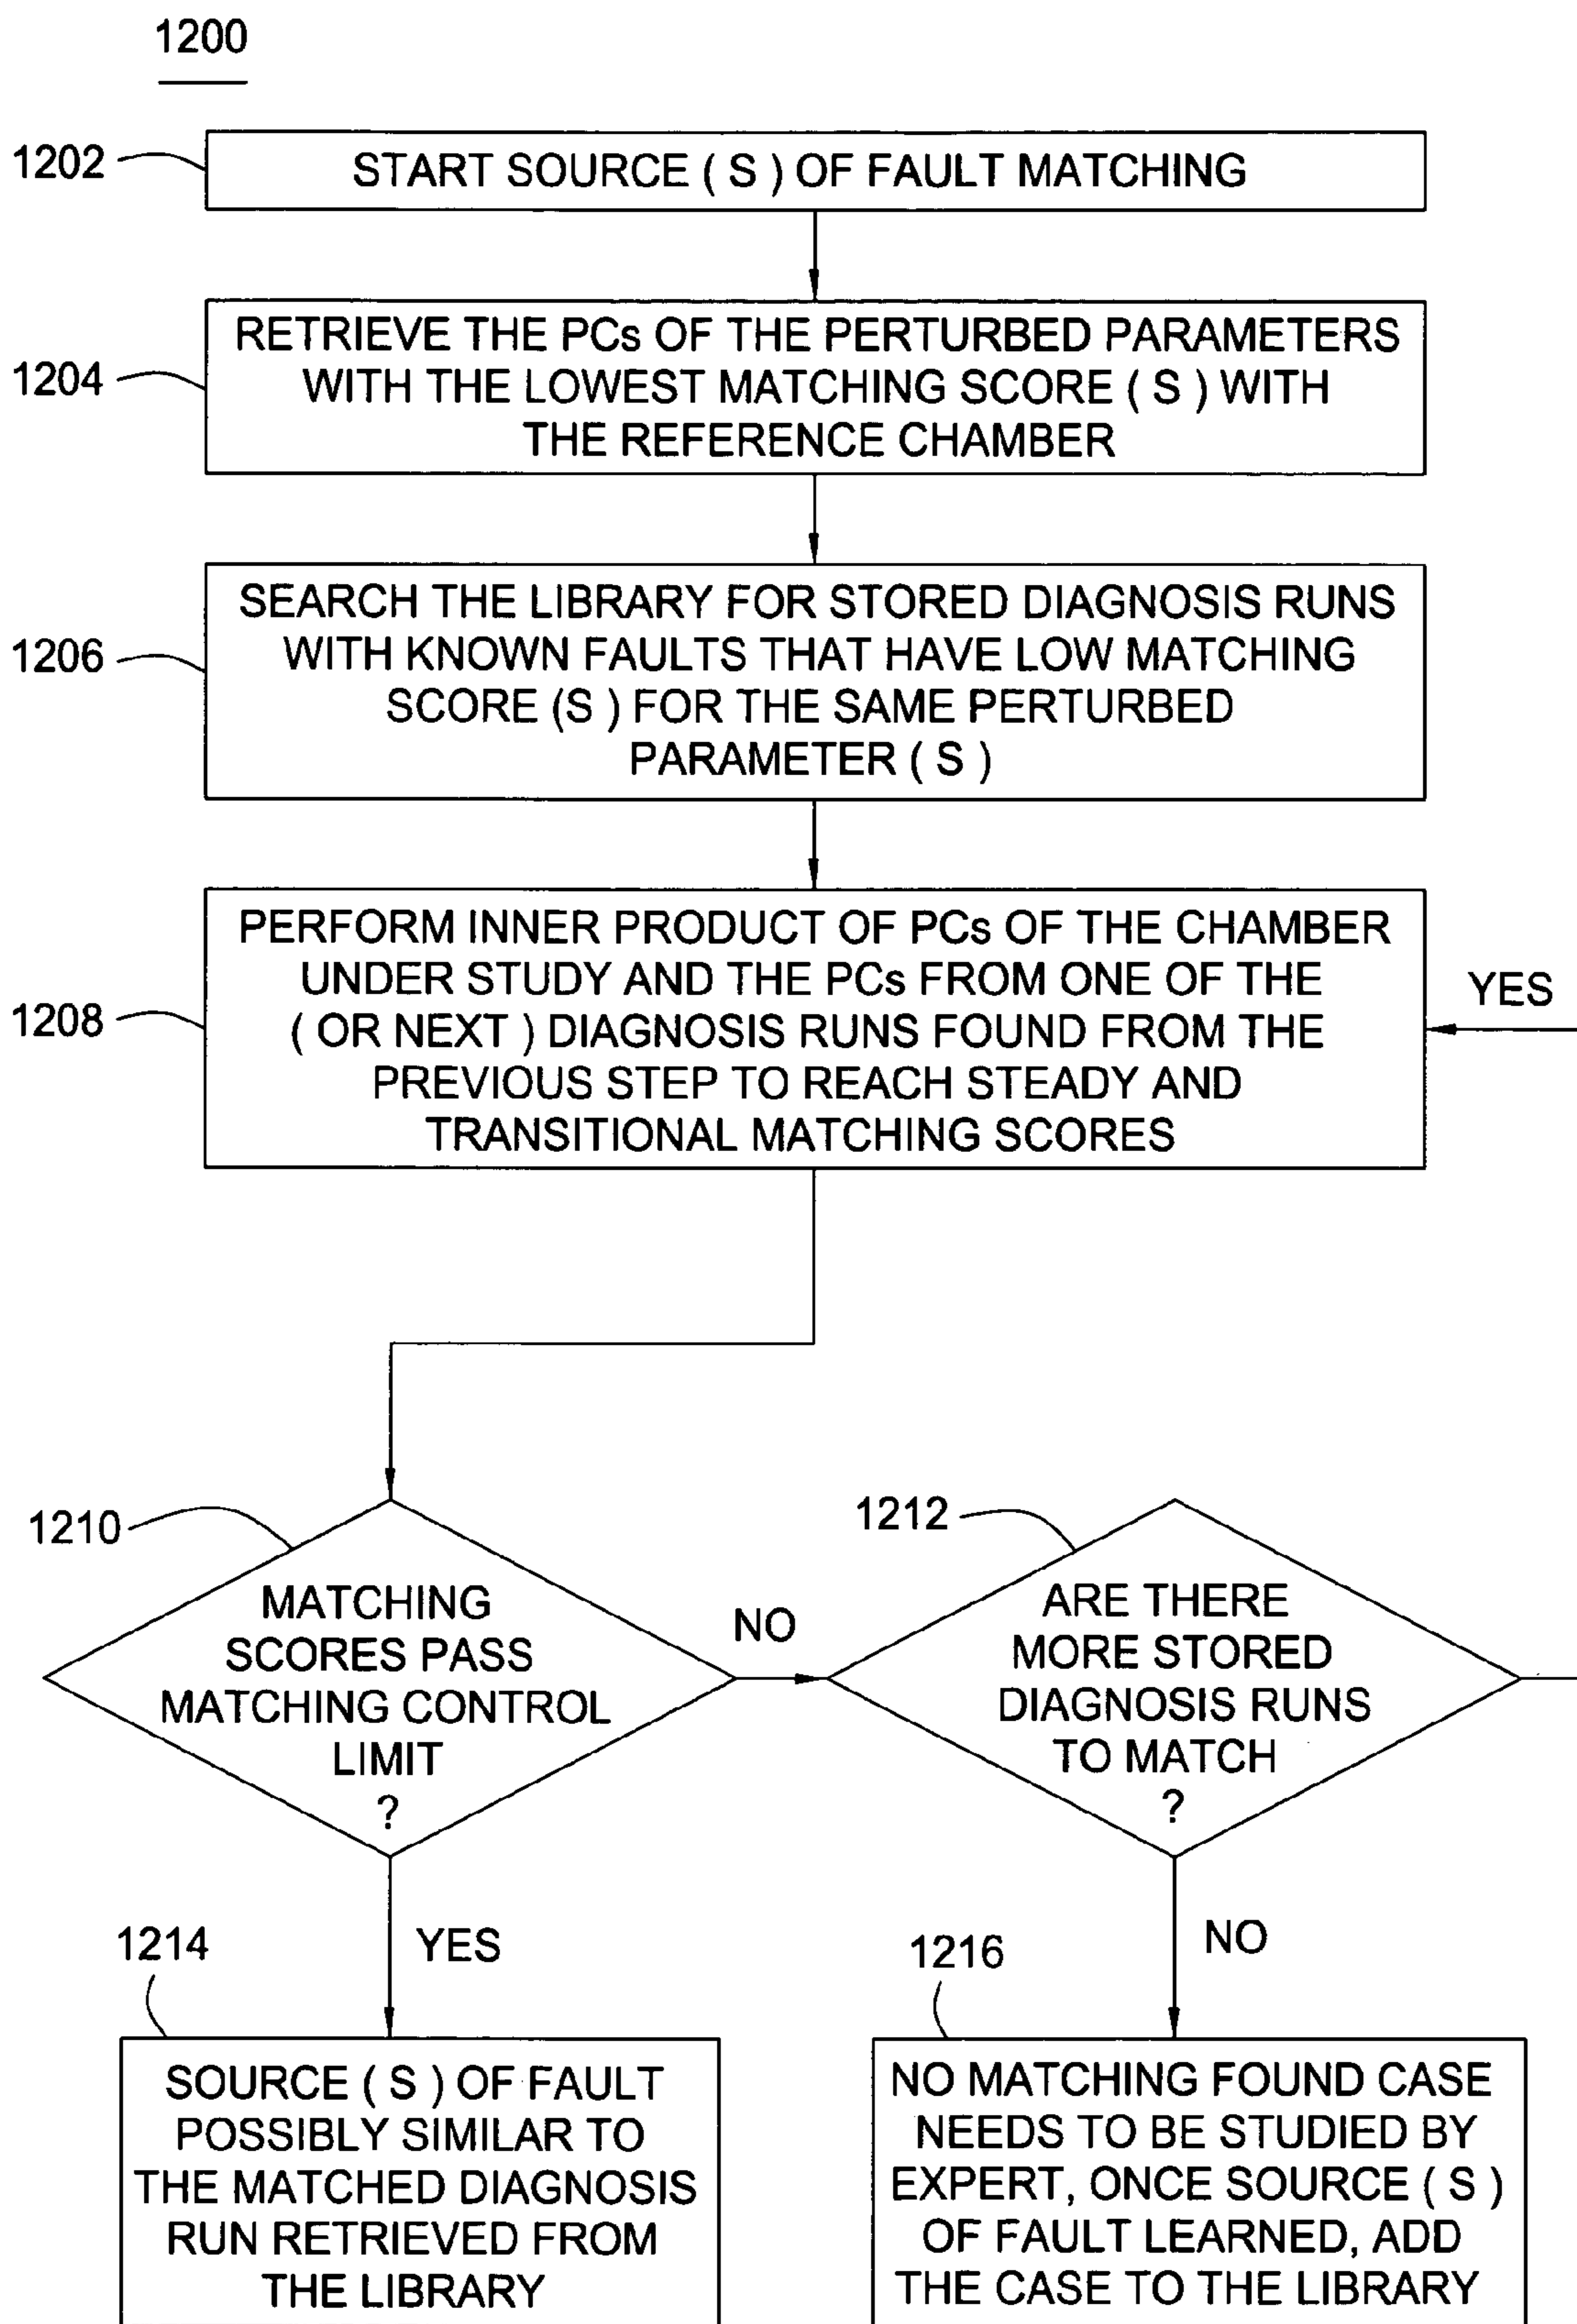 1200
1202
START SOURCE ( S ) OF FAULT MATCHING
1204
RETRIEVE THE PCs OF THE PERTURBED PARAMETERS
WITH THE LOWEST MATCHING SCORE ( S ) WITH
THE REFERENCE CHAMBER
1206
SEARCH THE LIBRARY FOR STORED DIAGNOSIS RUNS
WITH KNOWN FAULTS THAT HAVE LOW MATCHING
SCORE (S ) FOR THE SAME PERTURBED
PARAMETER ( S )
1208
PERFORM INNER PRODUCT OF PCs OF THE CHAMBER
UNDER STUDY AND THE PCs FROM ONE OF THE
( OR NEXT ) DIAGNOSIS RUNS FOUND FROM THE
PREVIOUS STEP TO REACH STEADY AND
TRANSITIONAL MATCHING SCORES
YES
1210
MATCHING
SCORES PASS
MATCHING CONTROL
LIMIT
?
NO
1212
ARE THERE
MORE STORED
DIAGNOSIS RUNS
TO MATCH
?
YES
NO
1214
SOURCE ( S ) OF FAULT
POSSIBLY SIMILAR TO
THE MATCHED DIAGNOSIS
RUN RETRIEVED FROM
THE LIBRARY
1216
NO MATCHING FOUND CASE
NEEDS TO BE STUDIED BY
EXPERT, ONCE SOURCE ( S )
OF FAULT LEARNED, ADD
THE CASE TO THE LIBRARY